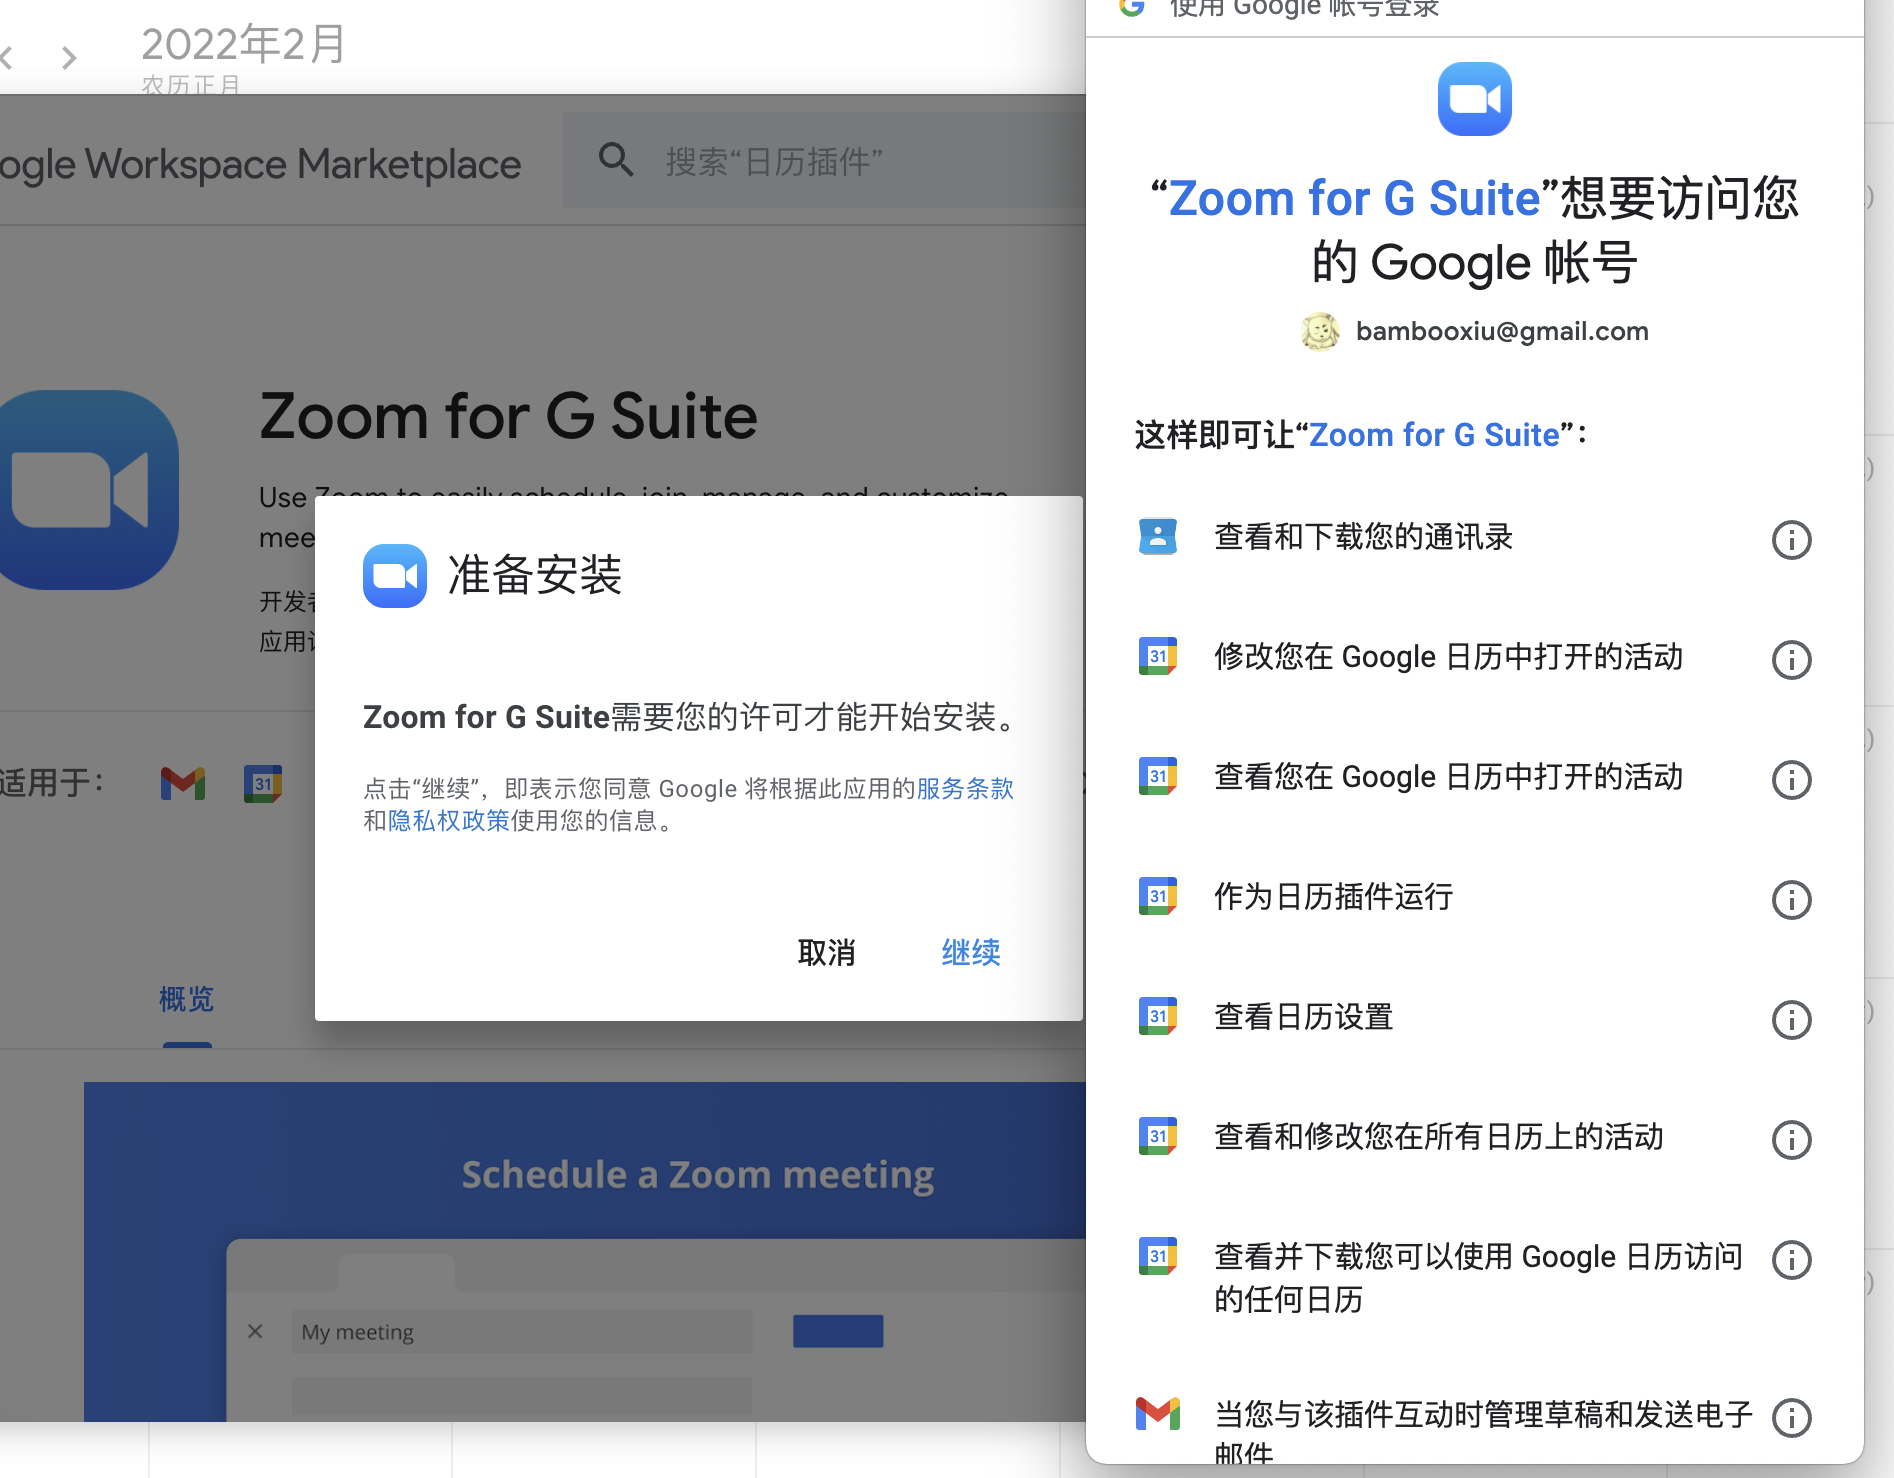 2022年2月
农历正月
ogle Workspace Marketplace
搜索“日历插件”
Zoom for G Suite
Use Zoom to easily schedule, join, manage, and customize
mee
开发者
应用
适用于：
31
概览
准备安装
Zoom for G Suite需要您的许可才能开始安装。
点击“继续”，即表示您同意 Google 将根据此应用的服务条款
和隐私权政策使用您的信息。
取消
继续
Schedule a Zoom meeting
My meeting
使用 Google 帐号登录
“Zoom for G Suite”想要访问您
的 Google 帐号
bambooxiu@gmail.com
这样即可让“Zoom for G Suite”：
查看和下载您的通讯录
31
修改您在 Google 日历中打开的活动
31
查看您在 Google 日历中打开的活动
31
作为日历插件运行
31
查看日历设置
31
查看和修改您在所有日历上的活动
31
查看并下载您可以使用 Google 日历访问
的任何日历
当您与该插件互动时管理草稿和发送电子
邮件